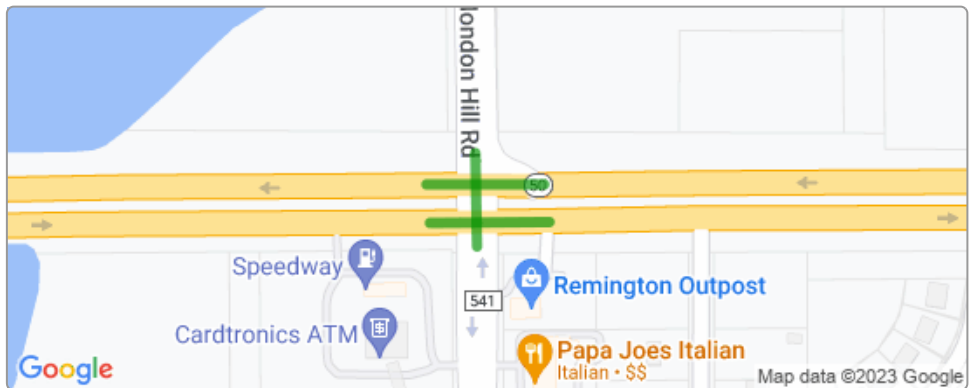 london Hill Rd
50
Speedway
541
Remington Outpost
Cardtronics ATM
Papa Joes Italian
Italian • $$
Google
Map data ©2023 Google